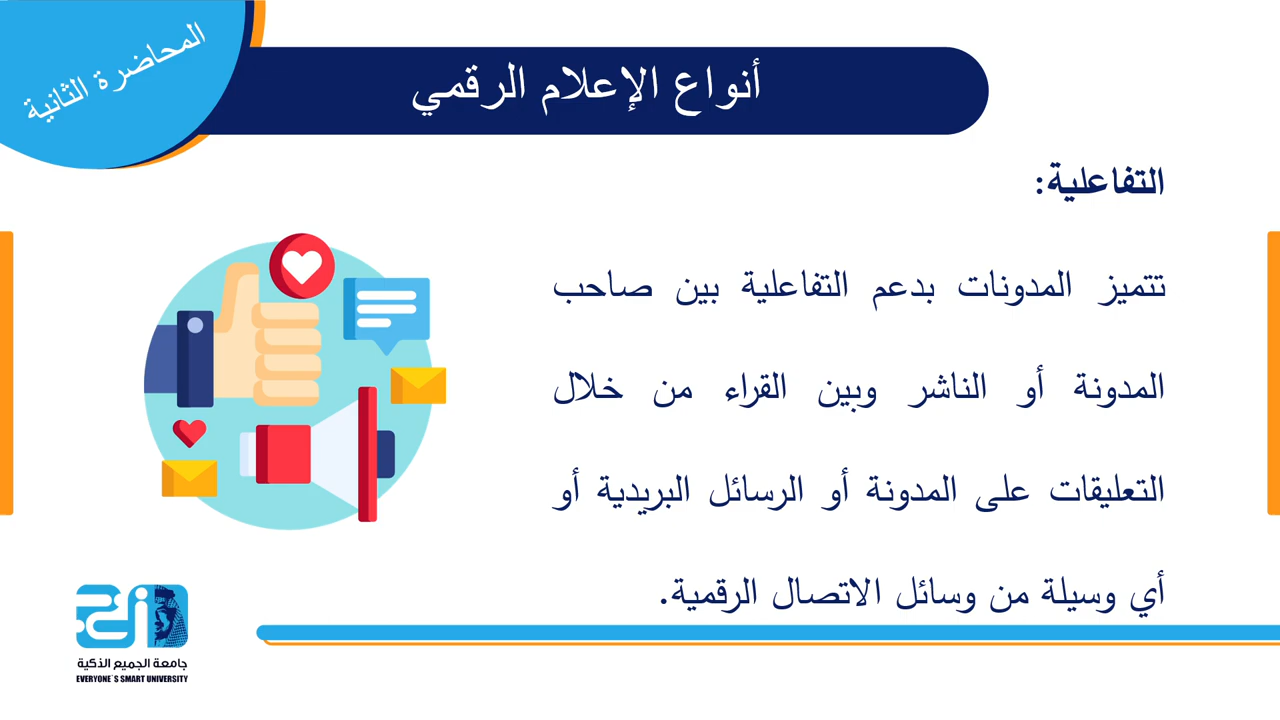 المحاضرة الثانية
أنواع الإعلام الرقمي
التفاعلية:
تتميز المدونات بدعم التفاعلية بين صاحب
المدونة أو الناشر وبين القراء من خلال
التعليقات على المدونة أو الرسائل البريدية أو
أي وسيلة من وسائل الاتصال الرقمية.
جامعة الجميع الذكية
EVERYONE`S SMART UNIVERSITY